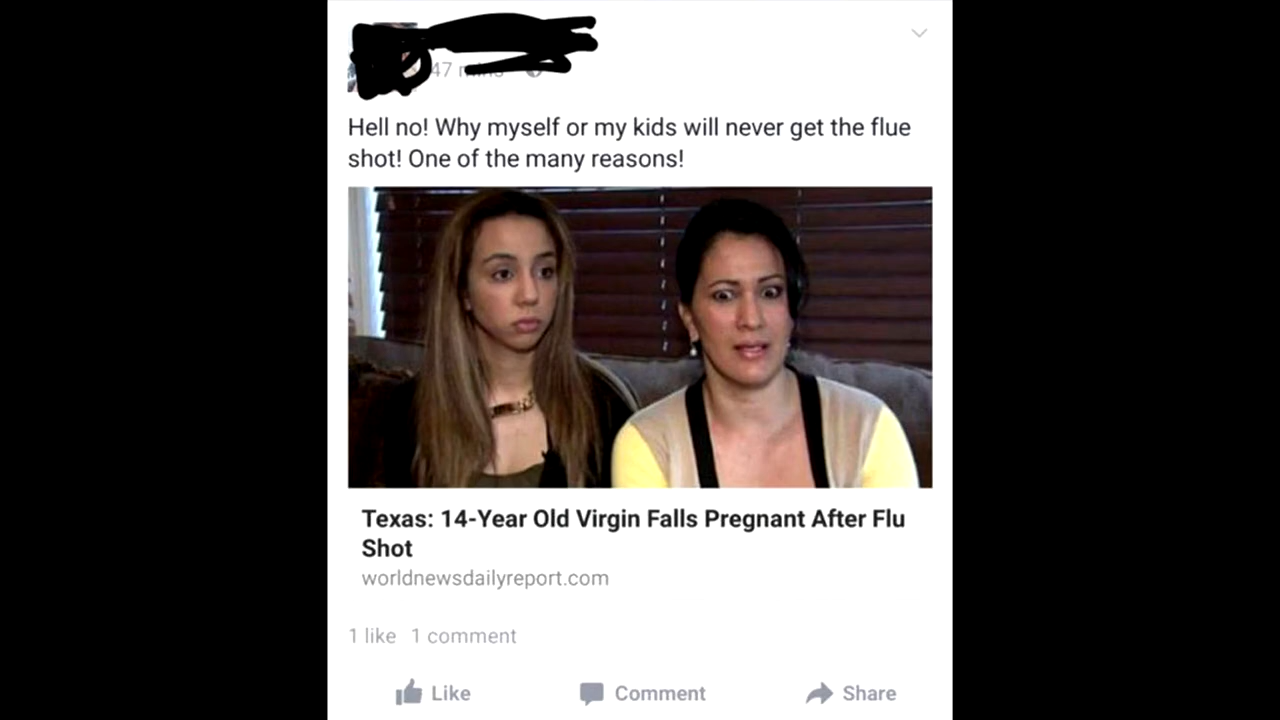 Hell no! Why myself or my kids will never get the flue
shot! One of the many reasons!
Texas: 14-Year Old Virgin Falls Pregnant After Flu
Shot
worldnewsdailyreport.com
1 like 1 comment
Like Comment Share